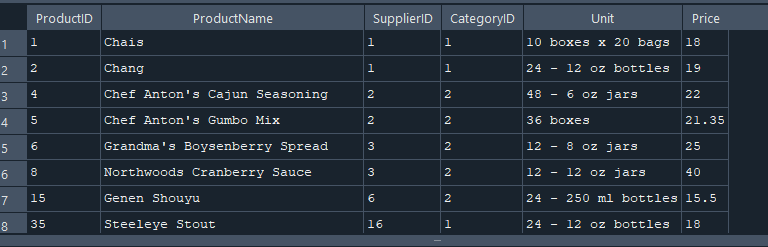 ProductID ProductName SupplierID CategoryID Unit Price
1 1 Chais 1 1 10 boxes x 20 bags 18
2 2 Chang 1 1 24 - 12 oz bottles 19
3 4 Chef Anton's Cajun Seasoning 2 2 48 - 6 oz jars 22
4 5 Chef Anton's Gumbo Mix 2 2 36 boxes 21.35
5 6 Grandma's Boysenberry Spread 3 2 12 - 8 oz jars 25
6 8 Northwoods Cranberry Sauce 3 2 12 - 12 oz jars 40
7 15 Genen Shouyu 6 2 24 - 250 ml bottles 15.5
8 35 Steeleye Stout 16 1 24 - 12 oz bottles 18